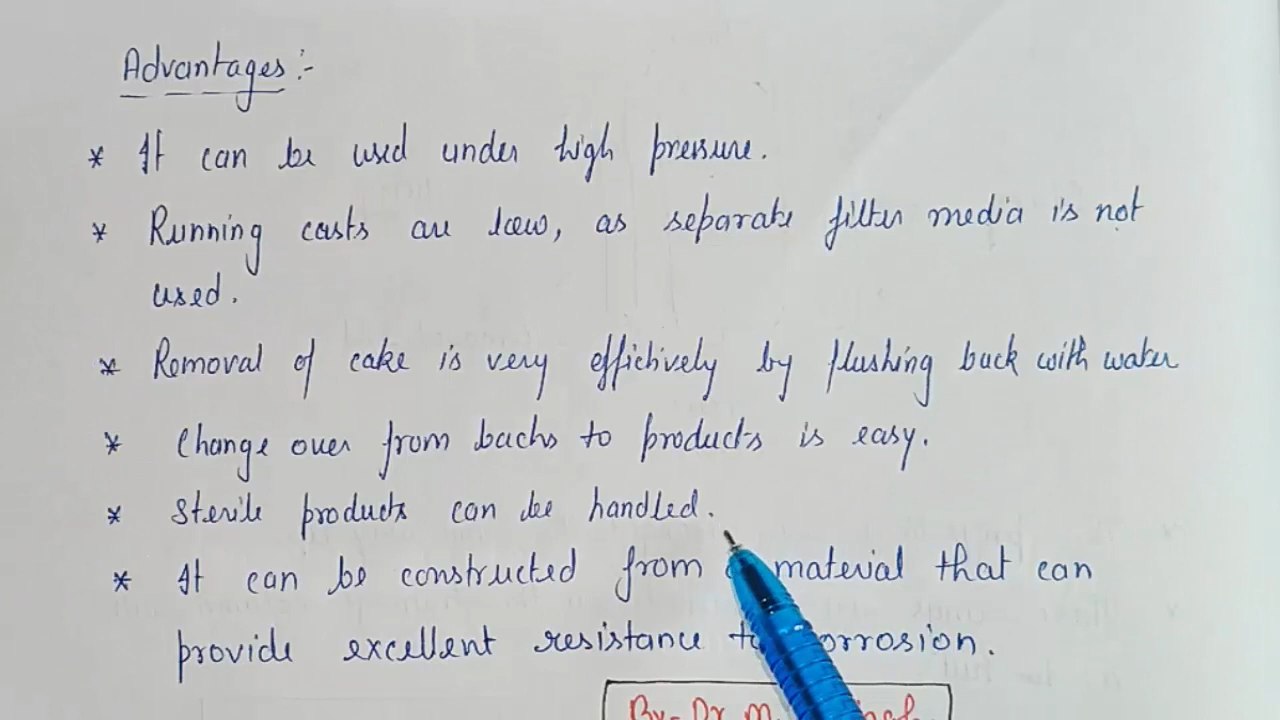 Advantages :-
* It can be used under high pressure.
* Running costs are low, as separate filter media is not
used.
* Removal of cake is very effictively by flushing back with water
* Change over from bachs to products is easy.
* Sterile products can be handled.
* It can be constructed from material that can
provide excellent resistance to corrosion.
By- Dr. M.